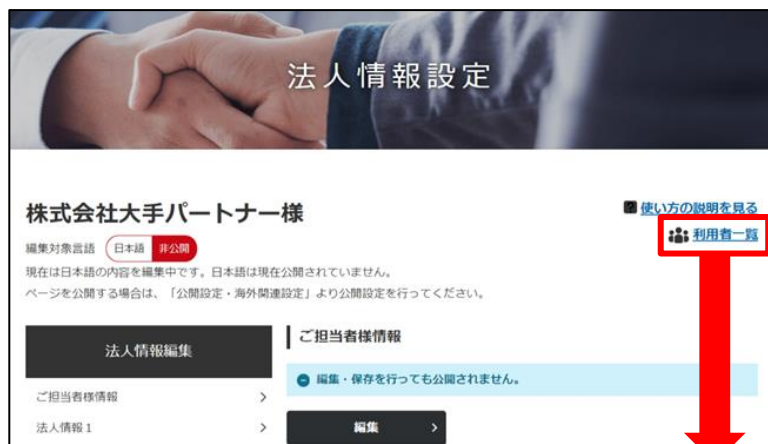 法人情報設定
株式会社大手パートナー様
使い方の説明を見る
利用者一覧
編集対象言語 日本語 非公開
現在は日本語の内容を編集中です。日本語は現在公開されていません。
ページを公開する場合は、「公開設定・海外関連設定」より公開設定を行ってください。
法人情報編集
ご担当者様情報
法人情報1
ご担当者様情報
編集・保存を行っても公開されません。
編集